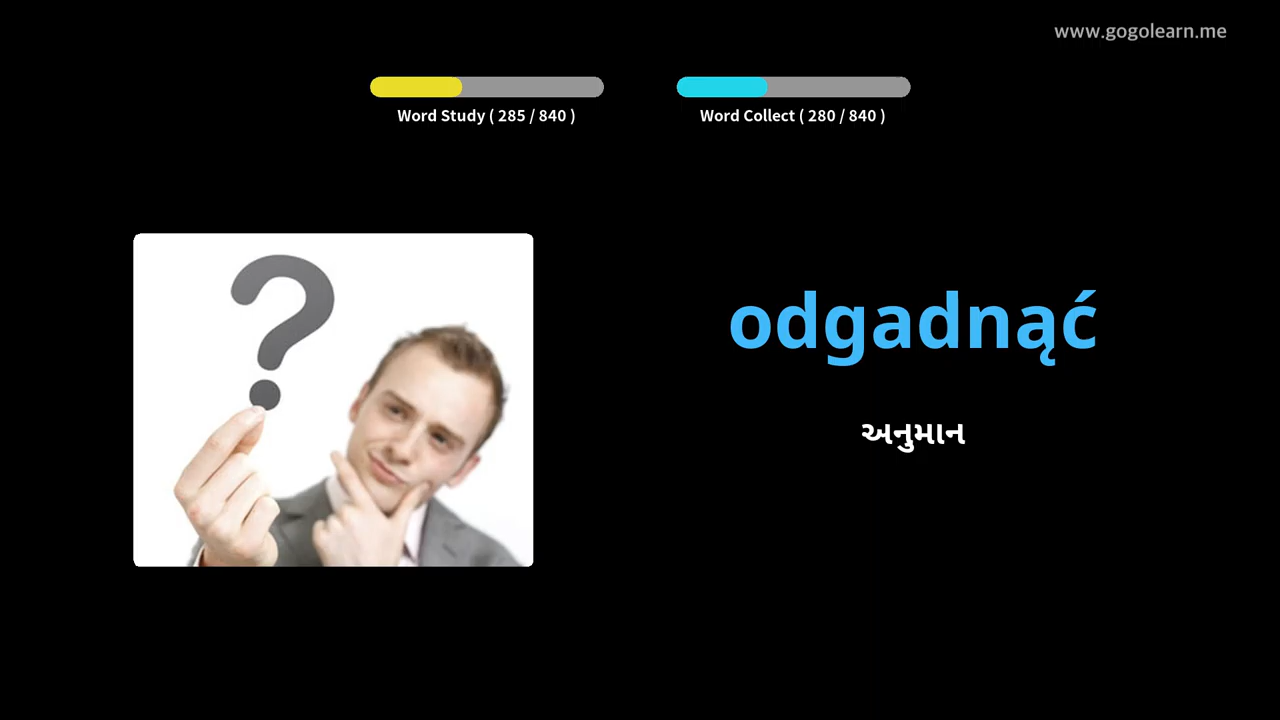 www.gogolearn.me
Word Study ( 285 / 840 )
Word Collect ( 280 / 840 )
?
odgadnąć
અનુમાન